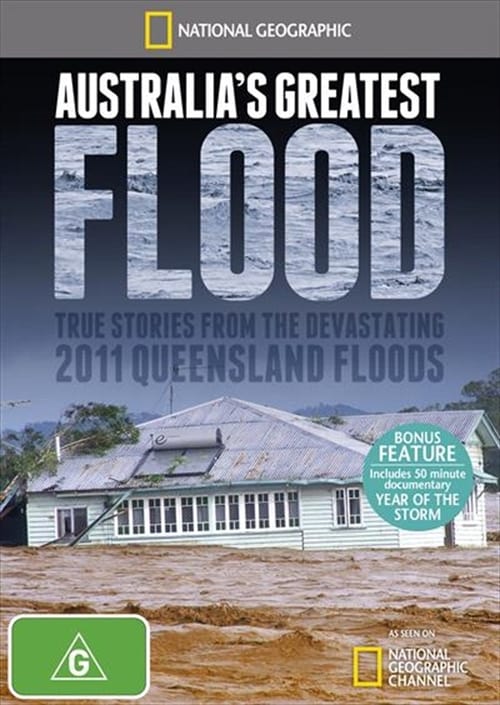 NATIONAL GEOGRAPHIC
AUSTRALIA'S GREATEST
FLOOD
TRUE STORIES FROM THE DEVASTATING
2011 QUEENSLAND FLOODS
BONUS
FEATURE
Includes 50 minute
documentary
YEAR OF THE
STORM
G
AS SEEN ON
NATIONAL
GEOGRAPHIC
CHANNEL